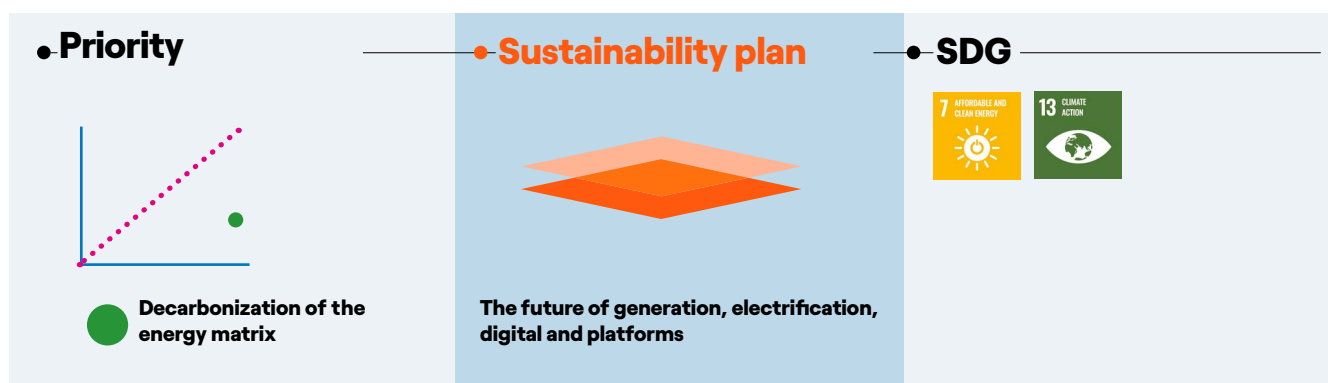 Priority
Sustainability plan
SDG
7 AFFORDABLE AND
CLEAN ENERGY
13 CLIMATE
ACTION
Decarbonization of the
energy matrix
The future of generation, electrification,
digital and platforms